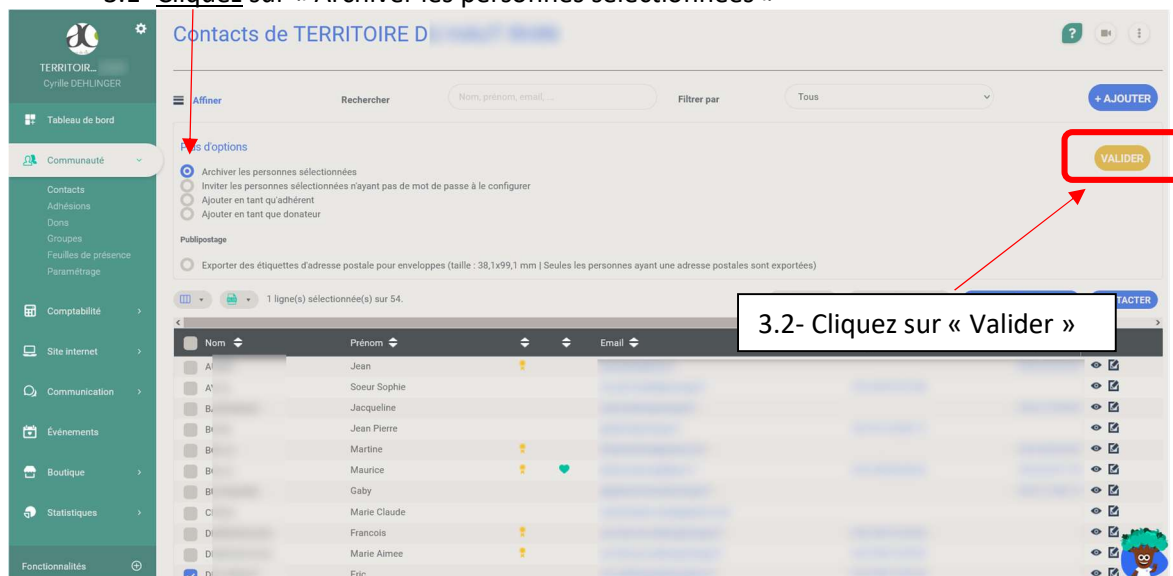 3.1- Cliquez sur « Archiver les personnes sélectionnées »
Contacts de TERRITOIRE D
?
TERRITOIR...
Cyrille DEHLINGER
Affiner
Rechercher
Nom, prénom, email,...
Filtrer par
Tous
+ AJOUTER
Tableau de bord
Communauté
Contacts
Adhésions
Dons
Groupes
Feuilles de présence
Paramétrage
Comptabilité
Site internet
Communication
Événements
Boutique
Statistiques
Fonctionnalités
d'options
VALIDER
Archiver les personnes sélectionnées
Inviter les personnes sélectionnées n'ayant pas de mot de passe à le configurer
Ajouter en tant qu'adhérent
Ajouter en tant que donateur
Publipostage
Exporter des étiquettes d'adresse postale pour enveloppes (taille : 38,1x99,1 mm | Seules les personnes ayant une adresse postales sont exportées)
1 ligne(s) sélectionnée(s) sur 54.
TACTER
3.2- Cliquez sur « Valider »
Nom Prénom Email
Jean
Soeur Sophie
Jacqueline
Jean Pierre
Martine
Maurice
Gaby
Marie Claude
Francois
Marie Aimee
Eric